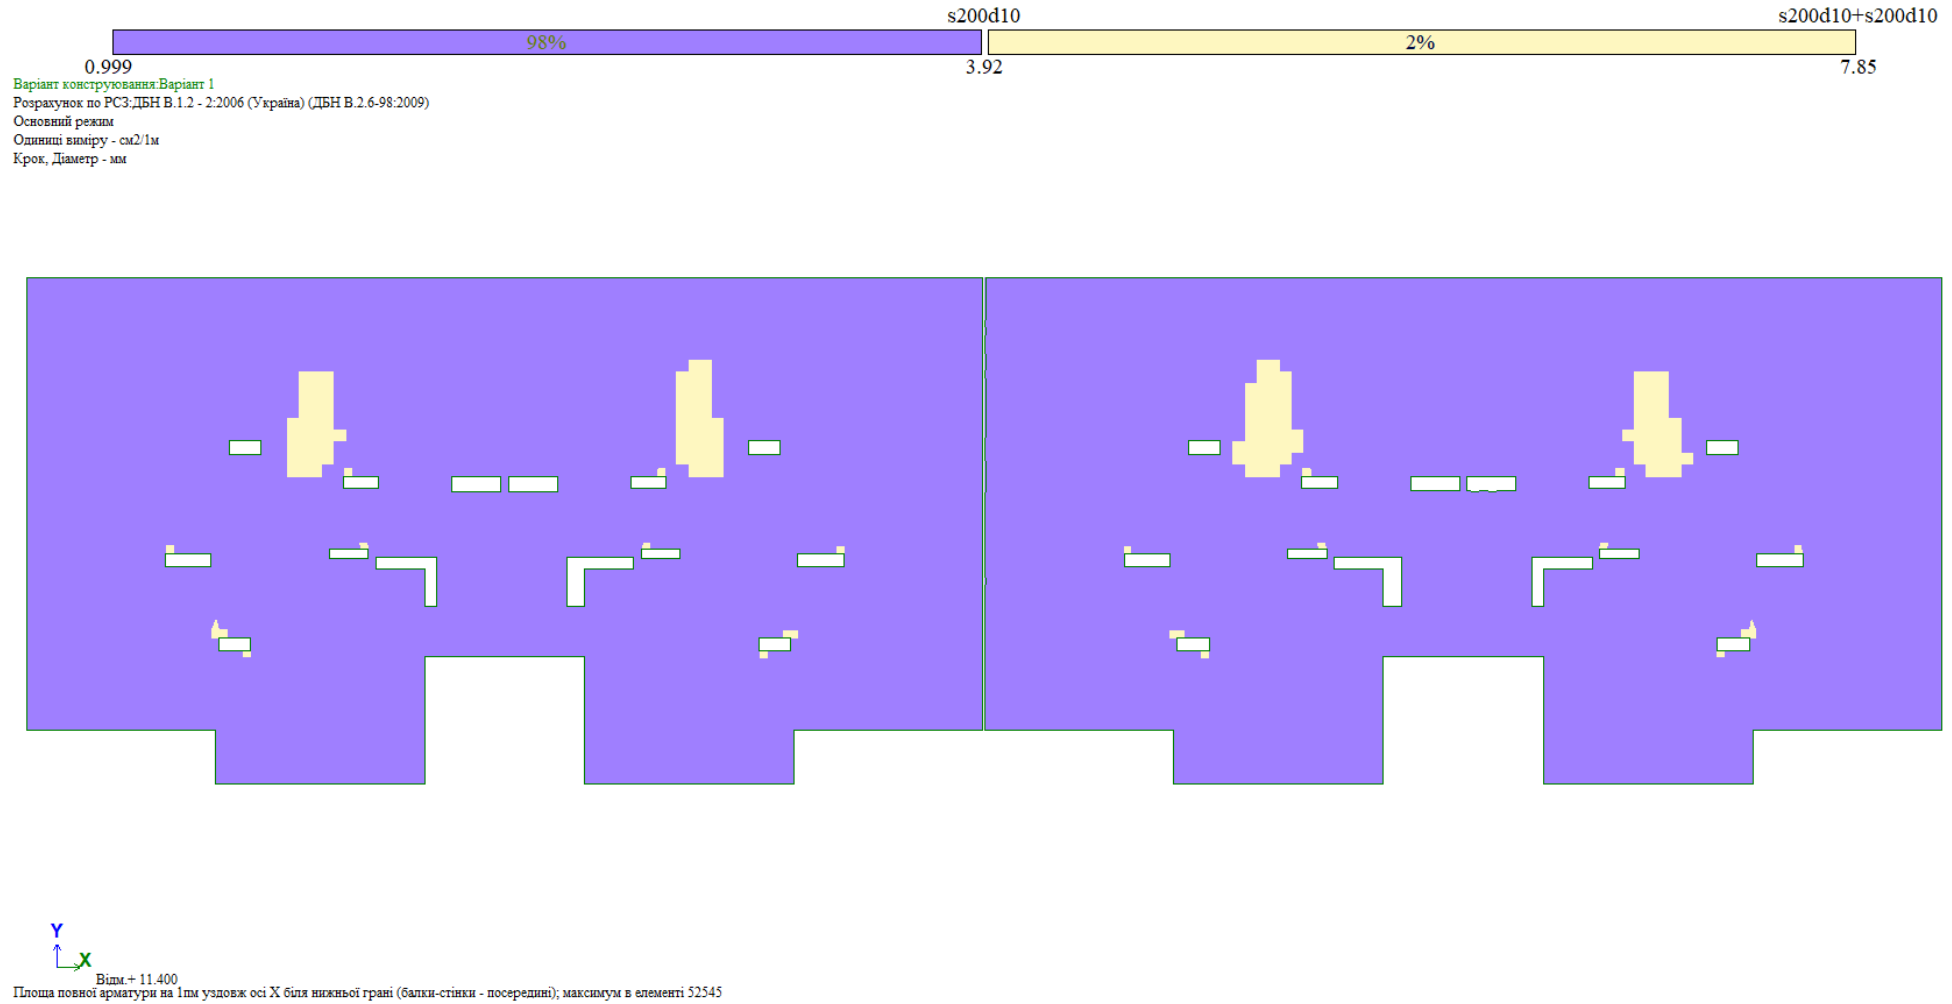 s200d10 s200d10+s200d10
98% 2%
0.999 3.92 7.85
Варіант конструювання:Варіант 1
Розрахунок по РСЗ:ДБН В.1.2 - 2:2006 (Україна) (ДБН В.2.6-98:2009)
Основний режим
Одиниці виміру - см2/1м
Крок, Діаметр - мм
Y
X
Відм.+ 11.400
Площа повної арматури на 1пм уздовж осі X біля нижньої грані (балки-стінки - посередині); максимум в елементі 52545